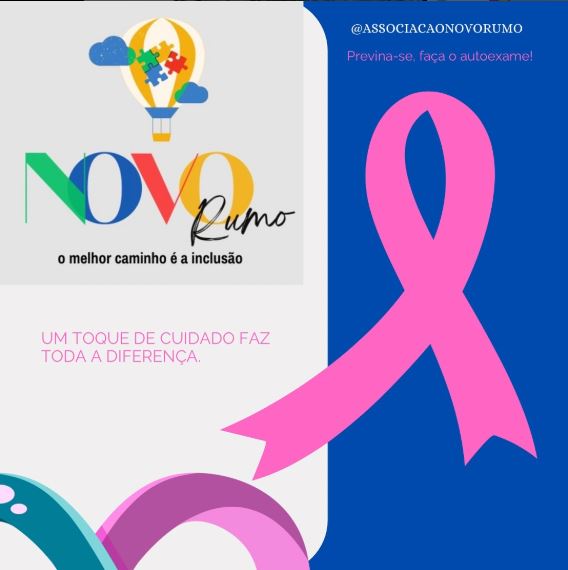 NOVO
Rumo
o melhor caminho é a inclusão
@ASSOCIACAONOVORUMO
Previna-se, faça o autoexame!
UM TOQUE DE CUIDADO FAZ
TODA A DIFERENÇA.